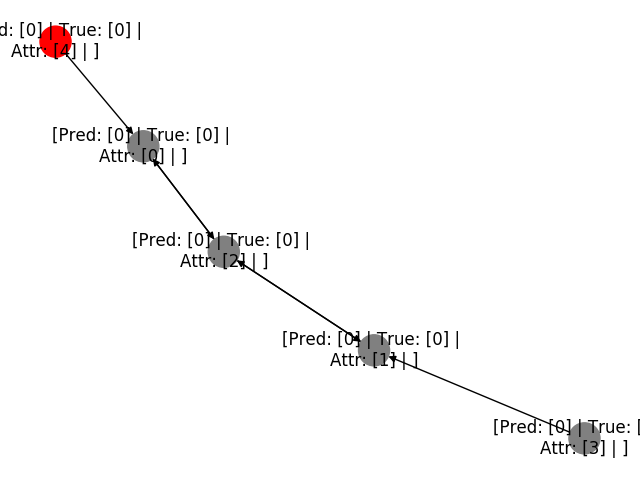 d: [0] | True: [0] |
Attr: [4] | ]
[Pred: [0] | True: [0] |
Attr: [0] | ]
[Pred: [0] | True: [0] |
Attr: [2] | ]
[Pred: [0] | True: [0] |
Attr: [1] | ]
[Pred: [0] | True: [
Attr: [3] | ]